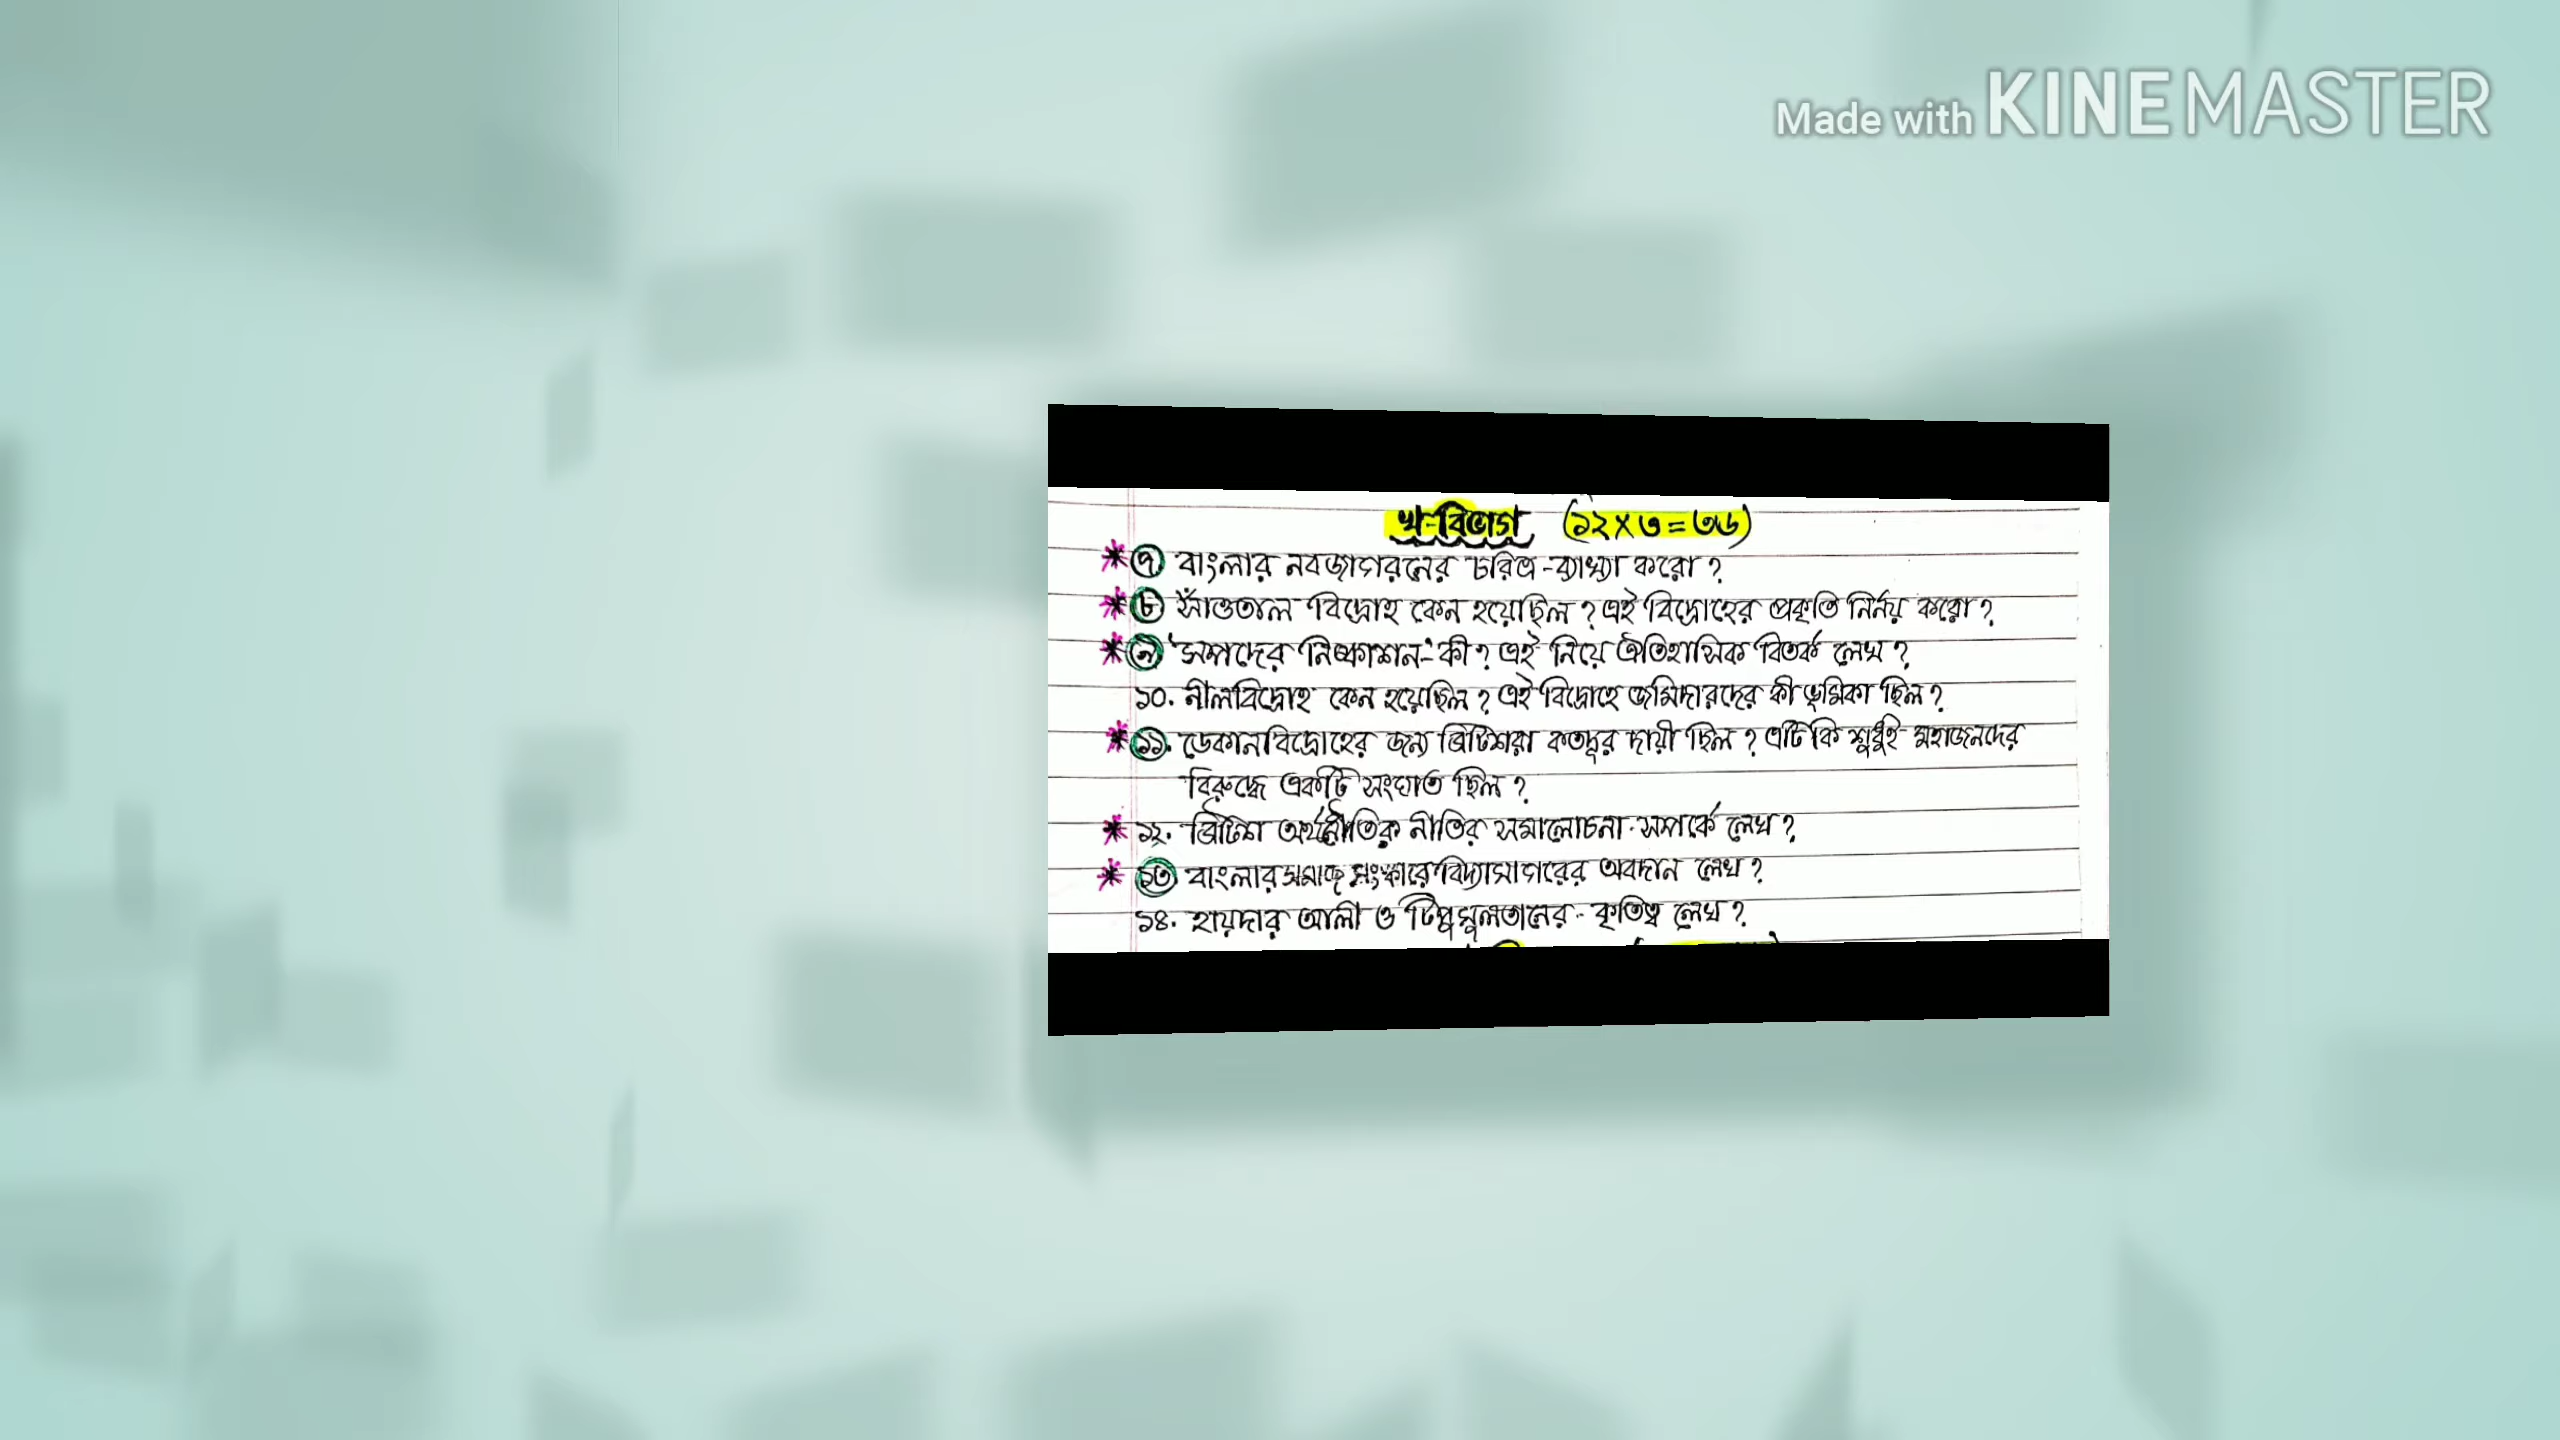 Made with KINEMASTER
খ-বিভাগ (১২×৩=৩৬)
* ৭ বাংলার নবজাগরনের চরিত্র ব্যাখ্যা করো?
* ৮ সাঁওতাল বিদ্রোহ কেন হয়েছিল? এই বিদ্রোহের প্রকৃতি নির্নয় করো?
* ৯ 'সম্পদের নিষ্কাশন' কী? এই নিয়ে ঐতিহাসিক বিতর্ক লেখ?
১০. নীলবিদ্রোহ কেন হয়েছিল? এই বিদ্রোহে জমিদারদের কী ভূমিকা ছিল?
* ১১. ডেকানবিদ্রোহের জন্য ব্রিটিশরা কতদূর দায়ী ছিল? এটি কি শুধুই মহাজনদের
বিরুদ্ধে একটি সংঘাত ছিল?
* ১২. ব্রিটিশ অর্থনীতিক নীতির সমালোচনা সম্পর্কে লেখ?
* ১৩ বাংলার সমাজ সংস্কারে বিদ্যাসাগরের অবদান লেখ?
১৪. হায়দার আলী ও টিপু সুলতানের কৃতিত্ব লেখ?